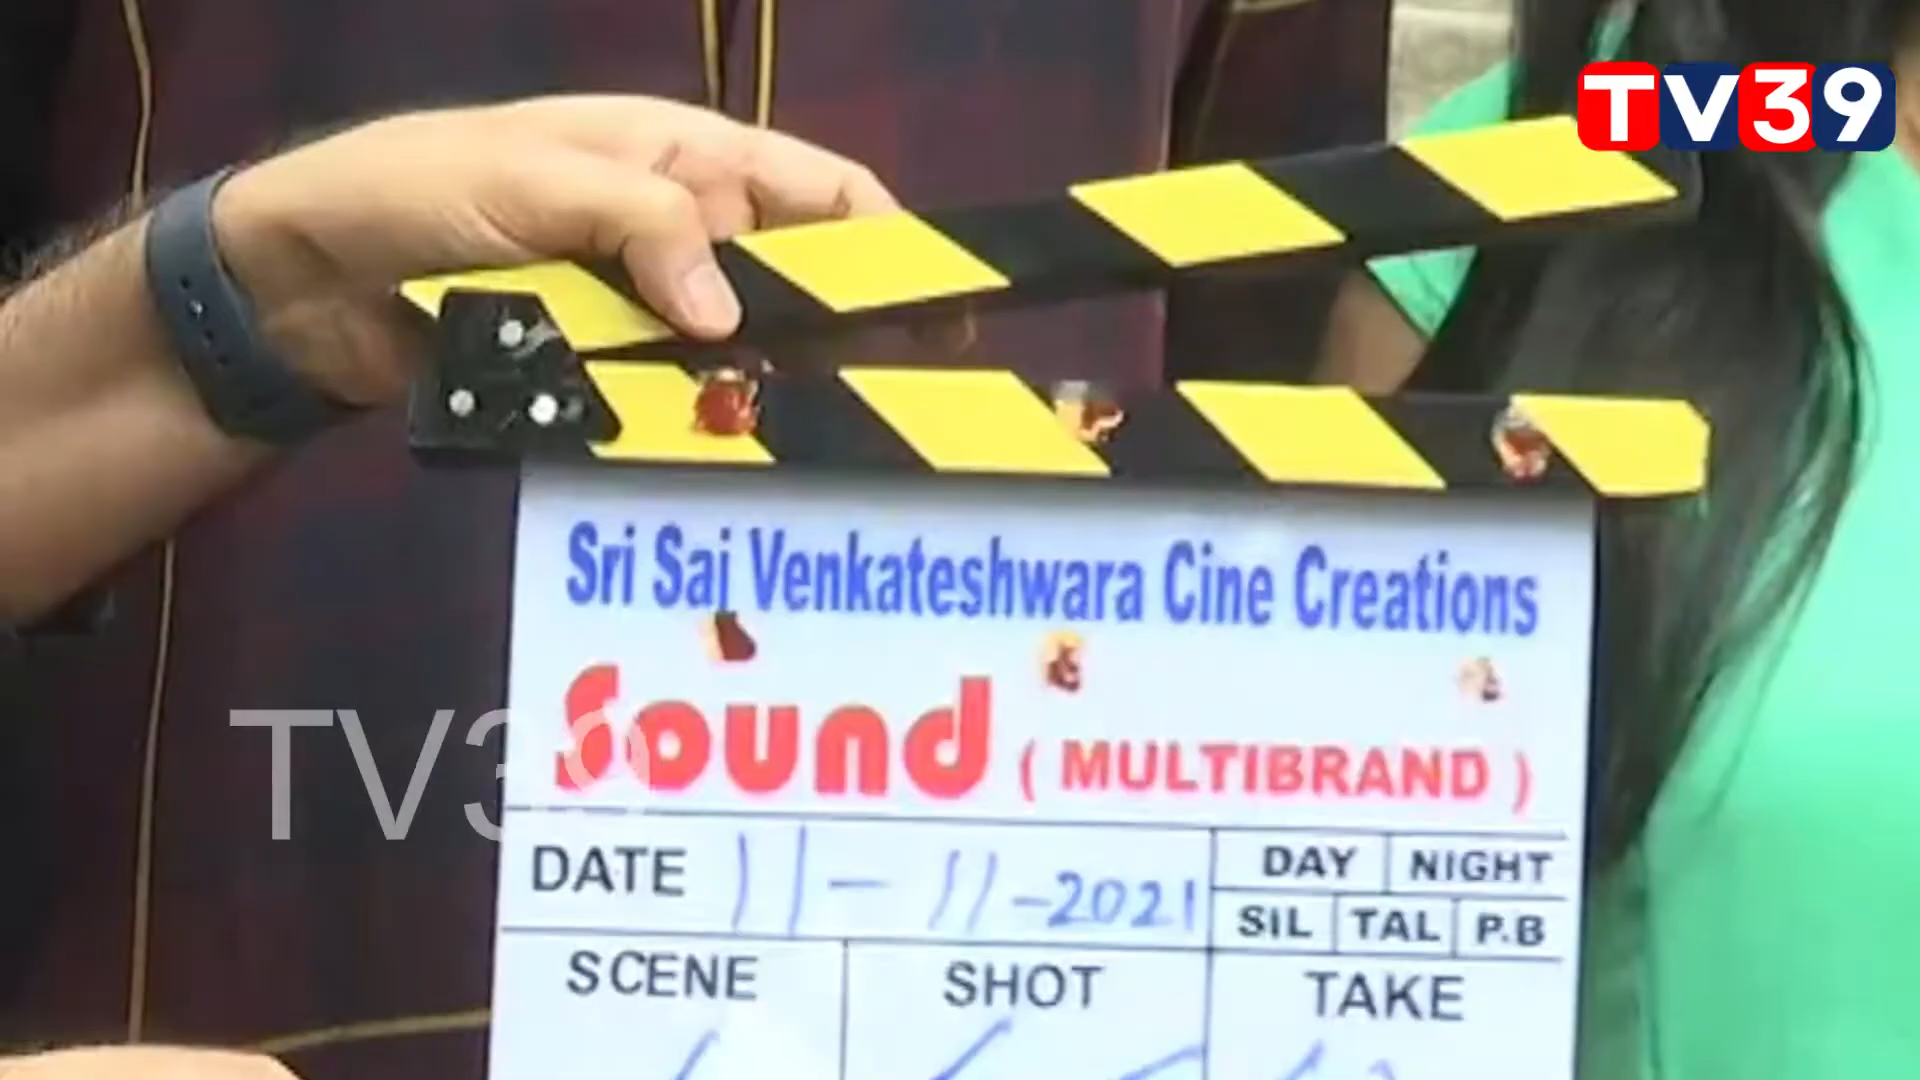 TV39
Sri Sai Venkateshwara Cine Creations
Sound ( MULTIBRAND )
TV39
DATE 11-11-2021 DAY NIGHT
SIL TAL P.B
SCENE SHOT TAKE